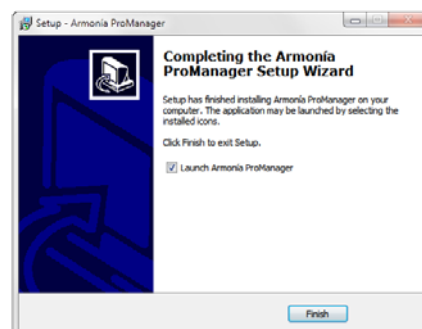 Setup - Armonía ProManager
Completing the Armonía
ProManager Setup Wizard
Setup has finished installing Armonía ProManager on your
computer. The application may be launched by selecting the
installed icons.
Click Finish to exit Setup.
Launch Armonía ProManager
Finish